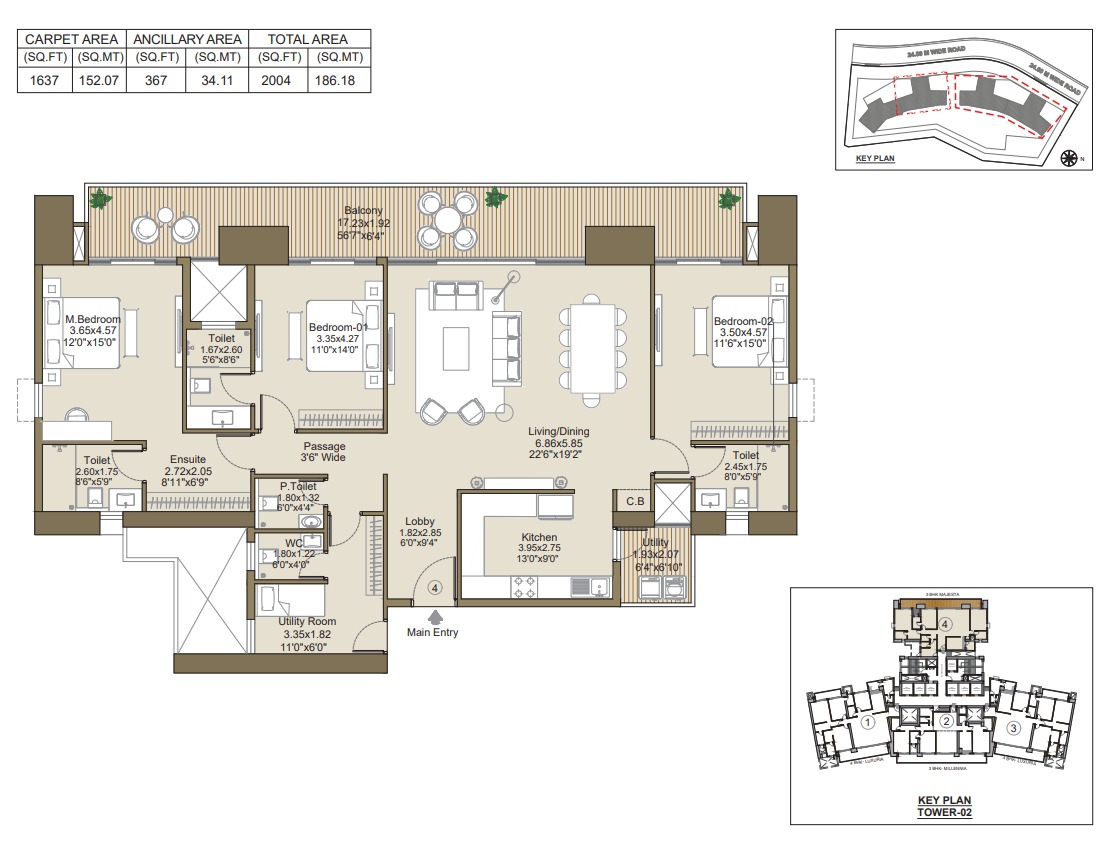 CARPET AREA ANCILLARY AREA TOTAL AREA
(SQ.FT) (SQ.MT) (SQ.FT) (SQ.MT) (SQ.FT) (SQ.MT)
1637 152.07 367 34.11 2004 186.18
24.00 M WIDE ROAD
24.00 M WIDE ROAD
KEY PLAN
N
Balcony
17.23x1.92
56'7"x6'4"
M.Bedroom
3.65x4.57
12'0"x15'0"
Toilet
1.67x2.60
5'6"x8'6"
Bedroom-01
3.35x4.27
11'0"x14'0"
Bedroom-02
3.50x4.57
11'6"x15'0"
Living/Dining
6.86x5.85
22'6"x19'2"
Passage
3'6" Wide
Toilet
2.60x1.75
8'6"x5'9"
Ensuite
2.72x2.05
8'11"x6'9"
Toilet
2.45x1.75
8'0"x5'9"
P.Toilet
1.80x1.32
6'0"x4'4"
C.B
Lobby
1.82x2.85
6'0"x9'4"
Kitchen
3.95x2.75
13'0"x9'0"
Utility
1.93x2.07
6'4"x6'10"
WC
1.80x1.22
6'0"x4'0"
4
Utility Room
3.35x1.82
11'0"x6'0"
Main Entry
3 BHK MAJESTA
4
1
2
3
4 BHK- LUXURIA
3 BHK- MILLENNIA
3 BHK- LUXURIA
KEY PLAN
TOWER-02